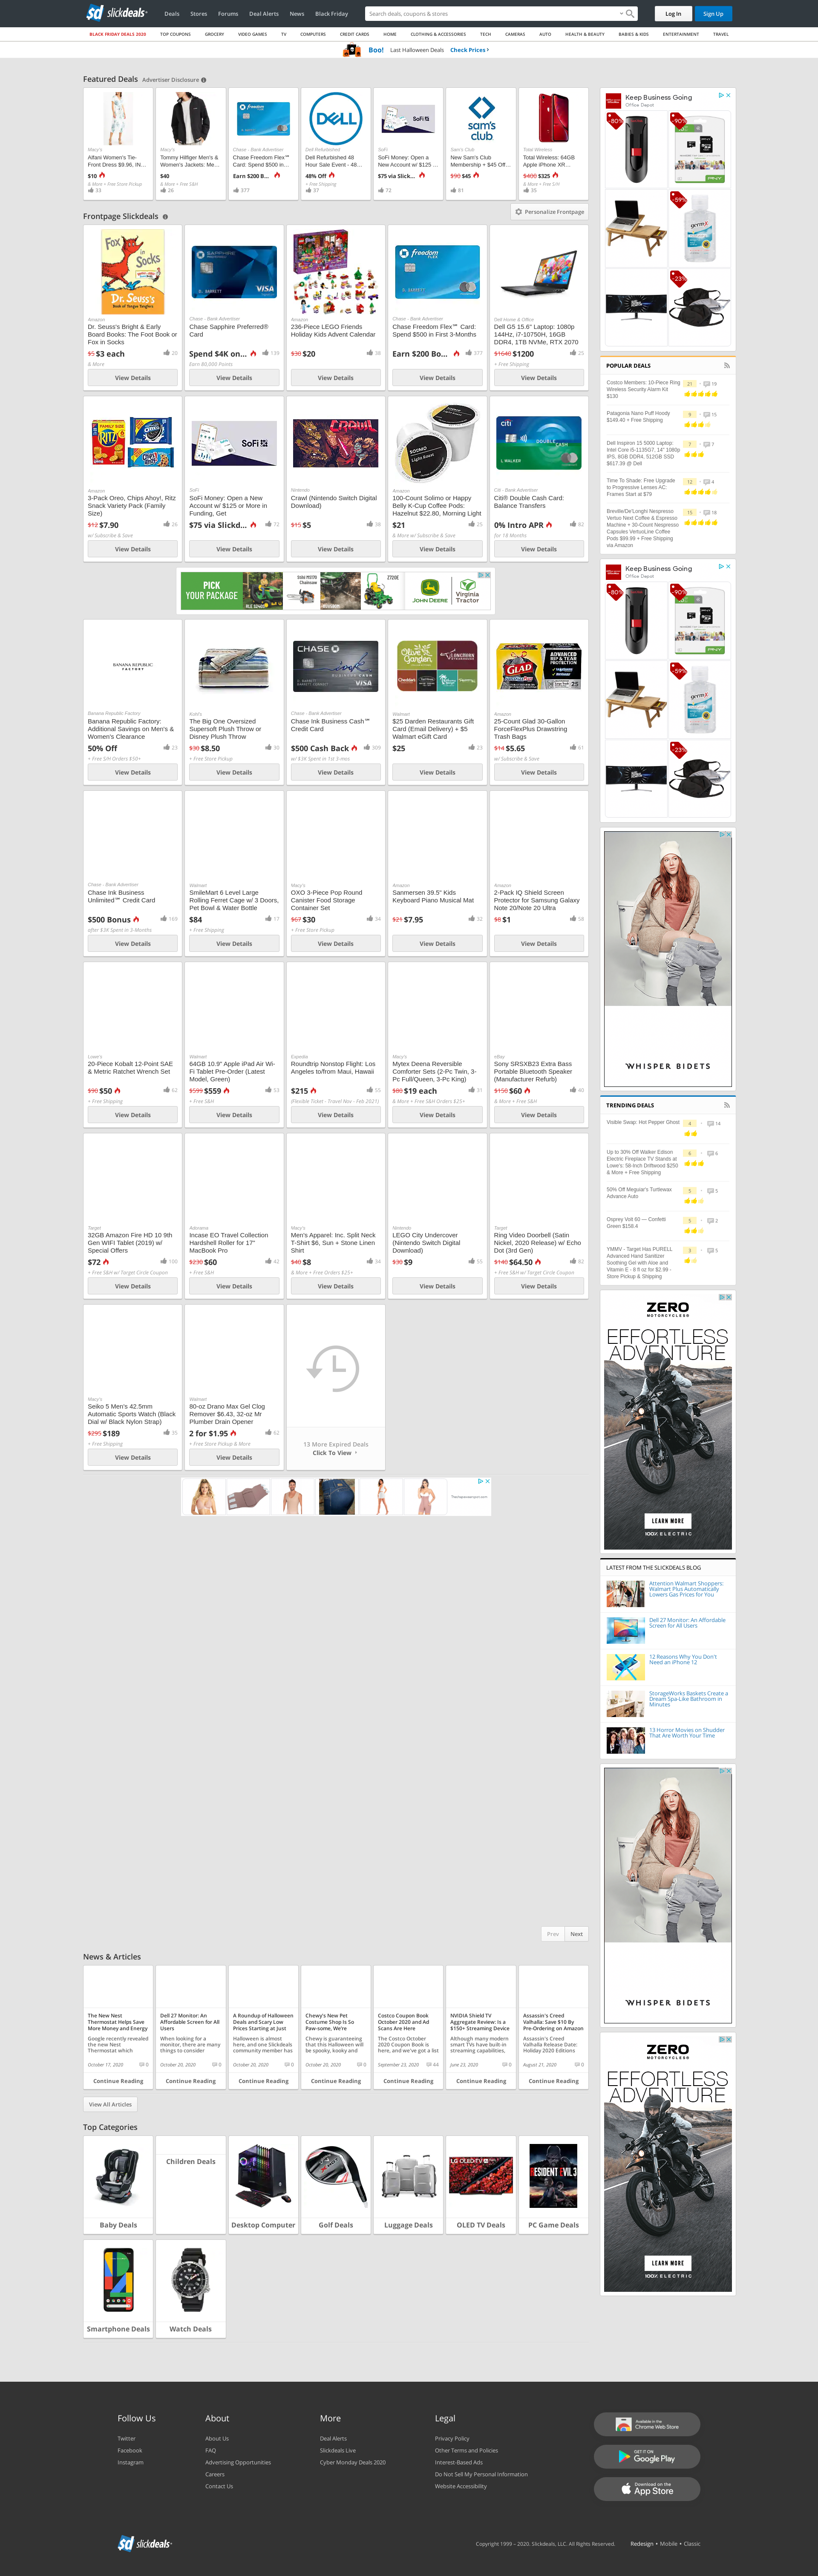 slickdeals
Deals Stores Forums Deal Alerts News Black Friday
Search deals, coupons & stores
Log In Sign Up
BLACK FRIDAY DEALS 2020 TOP COUPONS GROCERY VIDEO GAMES TV COMPUTERS CREDIT CARDS HOME CLOTHING & ACCESSORIES TECH CAMERAS AUTO HEALTH & BEAUTY BABIES & KIDS ENTERTAINMENT TRAVEL
Boo! Last Halloween Deals Check Prices
Featured Deals Advertiser Disclosure
Macy's
Alfani Women's Tie-
Front Dress $9.96, IN...
$10
& More + Free Store Pickup
33
Macy's
Tommy Hilfiger Men's &
Women's Jackets: Me...
$40
& More + Free S&H
26
Chase - Bank Advertiser
Chase Freedom Flex℠
Card: Spend $500 in...
Earn $200 B...
377
Dell Refurbished
Dell Refurbished 48
Hour Sale Event - 48...
48% Off
+ Free Shipping
37
SoFi
SoFi Money: Open a
New Account w/ $125 ...
$75 via Slick...
72
Sam's Club
New Sam's Club
Membership + $45 Off...
$90 $45
81
Total Wireless
Total Wireless: 64GB
Apple iPhone XR...
$400 $325
& More + Free S/H
35
Frontpage Slickdeals
Personalize Frontpage
Amazon
Dr. Seuss's Bright & Early
Board Books: The Foot Book or
Fox in Socks
$5 $3 each
20
& More
View Details
Chase - Bank Advertiser
Chase Sapphire Preferred®
Card
Spend $4K on...
139
Earn 80,000 Points
View Details
Amazon
236-Piece LEGO Friends
Holiday Kids Advent Calendar
$30 $20
38
View Details
Chase - Bank Advertiser
Chase Freedom Flex℠ Card:
Spend $500 in First 3-Months
Earn $200 Bo...
377
View Details
Dell Home & Office
Dell G5 15.6" Laptop: 1080p
144Hz, i7-10750H, 16GB
DDR4, 1TB NVMe, RTX 2070
$1640 $1200
25
+ Free Shipping
View Details
Amazon
3-Pack Oreo, Chips Ahoy!, Ritz
Snack Variety Pack (Family
Size)
$12 $7.90
26
w/ Subscribe & Save
View Details
SoFi
SoFi Money: Open a New
Account w/ $125 or More in
Funding, Get
$75 via Slickd...
72
View Details
Nintendo
Crawl (Nintendo Switch Digital
Download)
$15 $5
38
View Details
Amazon
100-Count Solimo or Happy
Belly K-Cup Coffee Pods:
Hazelnut $22.80, Morning Light
$21
25
& More w/ Subscribe & Save
View Details
Citi - Bank Advertiser
Citi® Double Cash Card:
Balance Transfers
0% Intro APR
82
for 18 Months
View Details
PICK
YOUR PACKAGE
JOHN DEERE
Virginia
Tractor
BANANA REPUBLIC
FACTORY
Banana Republic Factory
Banana Republic Factory:
Additional Savings on Men's &
Women's Clearance
50% Off
23
+ Free S/H Orders $50+
View Details
Kohl's
The Big One Oversized
Supersoft Plush Throw or
Disney Plush Throw
$30 $8.50
30
+ Free Store Pickup
View Details
Chase - Bank Advertiser
Chase Ink Business Cash℠
Credit Card
$500 Cash Back
309
w/ $3K Spent in 1st 3-mos
View Details
Walmart
$25 Darden Restaurants Gift
Card (Email Delivery) + $5
Walmart eGift Card
$25
23
View Details
Amazon
25-Count Glad 30-Gallon
ForceFlexPlus Drawstring
Trash Bags
$14 $5.65
61
w/ Subscribe & Save
View Details
Chase - Bank Advertiser
Chase Ink Business
Unlimited℠ Credit Card
$500 Bonus
169
after $3K Spent in 3-Months
View Details
Walmart
SmileMart 6 Level Large
Rolling Ferret Cage w/ 3 Doors,
Pet Bowl & Water Bottle
$84
17
+ Free Shipping
View Details
Macy's
OXO 3-Piece Pop Round
Canister Food Storage
Container Set
$67 $30
34
+ Free Store Pickup
View Details
Amazon
Sanmersen 39.5" Kids
Keyboard Piano Musical Mat
$21 $7.95
32
View Details
Amazon
2-Pack IQ Shield Screen
Protector for Samsung Galaxy
Note 20/Note 20 Ultra
$8 $1
58
View Details
Lowe's
20-Piece Kobalt 12-Point SAE
& Metric Ratchet Wrench Set
$90 $50
62
+ Free Shipping
View Details
Walmart
64GB 10.9" Apple iPad Air Wi-
Fi Tablet Pre-Order (Latest
Model, Green)
$599 $559
53
+ Free S&H
View Details
Expedia
Roundtrip Nonstop Flight: Los
Angeles to/from Maui, Hawaii
$215
55
(Flexible Ticket - Travel Nov - Feb 2021)
View Details
Macy's
Mytex Deena Reversible
Comforter Sets (2-Pc Twin, 3-
Pc Full/Queen, 3-Pc King)
$80 $19 each
31
& More + Free S&H Orders $25+
View Details
eBay
Sony SRSXB23 Extra Bass
Portable Bluetooth Speaker
(Manufacturer Refurb)
$150 $60
40
& More + Free S&H
View Details
Target
32GB Amazon Fire HD 10 9th
Gen WIFI Tablet (2019) w/
Special Offers
$72
100
+ Free S&H w/ Target Circle Coupon
View Details
Adorama
Incase EO Travel Collection
Hardshell Roller for 17"
MacBook Pro
$230 $60
42
+ Free S&H
View Details
Macy's
Men's Apparel: Inc. Split Neck
T-Shirt $6, Sun + Stone Linen
Shirt
$40 $8
34
& More + Free Orders $25+
View Details
Nintendo
LEGO City Undercover
(Nintendo Switch Digital
Download)
$30 $9
55
View Details
Target
Ring Video Doorbell (Satin
Nickel, 2020 Release) w/ Echo
Dot (3rd Gen)
$140 $64.50
82
+ Free S&H w/ Target Circle Coupon
View Details
Macy's
Seiko 5 Men's 42.5mm
Automatic Sports Watch (Black
Dial w/ Black Nylon Strap)
$295 $189
35
+ Free Shipping
View Details
Walmart
80-oz Drano Max Gel Clog
Remover $6.43, 32-oz Mr
Plumber Drain Opener
2 for $1.95
62
+ Free Store Pickup & More
View Details
13 More Expired Deals
Click To View
Prev Next
Keep Business Going
Office Depot
-80%
-90%
-59%
-23%
POPULAR DEALS
Costco Members: 10-Piece Ring
Wireless Security Alarm Kit
$130
21 19
Patagonia Nano Puff Hoody
$149.40 + Free Shipping
9 15
Dell Inspiron 15 5000 Laptop:
Intel Core i5-1135G7, 14" 1080p
IPS, 8GB DDR4, 512GB SSD
$617.39 @ Dell
7 7
Time To Shade: Free Upgrade
to Progressive Lenses AC:
Frames Start at $79
12 4
Breville/De'Longhi Nespresso
Vertuo Next Coffee & Espresso
Machine + 30-Count Nespresso
Capsules VertuoLine Coffee
Pods $99.99 + Free Shipping
via Amazon
15 18
Keep Business Going
Office Depot
-80%
-90%
-59%
-23%
WHISPER BIDETS
TRENDING DEALS
Visible Swap: Hot Pepper Ghost
4 14
Up to 30% Off Walker Edison
Electric Fireplace TV Stands at
Lowe's: 58-Inch Driftwood $250
& More + Free Shipping
6 6
50% Off Meguiar's Turtlewax
Advance Auto
5 5
Osprey Volt 60 — Confetti
Green $158.4
5 2
YMMV - Target Has PURELL
Advanced Hand Sanitizer
Soothing Gel with Aloe and
Vitamin E - 8 fl oz for $2.99 -
Store Pickup & Shipping
3 5
ZERO
MOTORCYCLES
EFFORTLESS
ADVENTURE
LEARN MORE
100% ELECTRIC
LATEST FROM THE SLICKDEALS BLOG
Attention Walmart Shoppers:
Walmart Plus Automatically
Lowers Gas Prices for You
Dell 27 Monitor: An Affordable
Screen for All Users
12 Reasons Why You Don't
Need an iPhone 12
StorageWorks Baskets Create a
Dream Spa-Like Bathroom in
Minutes
13 Horror Movies on Shudder
That Are Worth Your Time
WHISPER BIDETS
ZERO
MOTORCYCLES
EFFORTLESS
ADVENTURE
LEARN MORE
100% ELECTRIC
News & Articles
The New Nest
Thermostat Helps Save
More Money and Energy
Google recently revealed
the new Nest
Thermostat which
October 17, 2020 0
Continue Reading
Dell 27 Monitor: An
Affordable Screen for All
Users
When looking for a
monitor, there are many
things to consider
October 20, 2020 0
Continue Reading
A Roundup of Halloween
Deals and Scary Low
Prices Starting at Just
Halloween is almost
here, and one Slickdeals
community member has
October 20, 2020 0
Continue Reading
Chewy's New Pet
Costume Shop Is So
Paw-some, We're
Chewy is guaranteeing
that this Halloween will
be spooky, kooky and
October 20, 2020 0
Continue Reading
Costco Coupon Book
October 2020 and Ad
Scans Are Here
The Costco October
2020 Coupon Book is
here, and we've got a list
September 23, 2020 44
Continue Reading
NVIDIA Shield TV
Aggregate Review: Is a
$150+ Streaming Device
Although many modern
smart TVs have built-in
streaming capabilities,
June 23, 2020 0
Continue Reading
Assassin's Creed
Valhalla: Save $10 By
Pre-Ordering on Amazon
Assassin's Creed
Valhalla Release Date:
Holiday 2020 Editions
August 21, 2020 0
Continue Reading
View All Articles
Top Categories
Baby Deals
Children Deals
Desktop Computer
Golf Deals
Luggage Deals
OLED TV Deals
PC Game Deals
Smartphone Deals
Watch Deals
Follow Us
Twitter
Facebook
Instagram
About
About Us
FAQ
Advertising Opportunities
Careers
Contact Us
More
Deal Alerts
Slickdeals Live
Cyber Monday Deals 2020
Legal
Privacy Policy
Other Terms and Policies
Interest-Based Ads
Do Not Sell My Personal Information
Website Accessibility
Available in the
Chrome Web Store
GET IT ON
Google Play
Download on the
App Store
slickdeals
Copyright 1999 - 2020. Slickdeals, LLC. All Rights Reserved. Redesign • Mobile • Classic